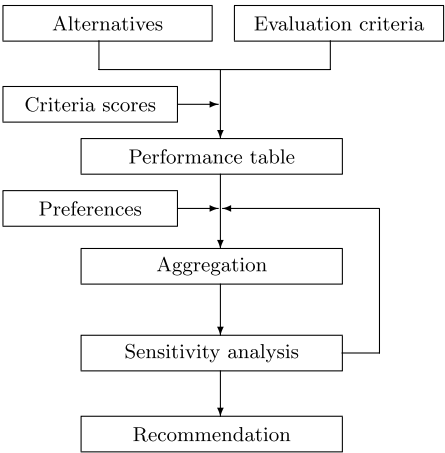 Alternatives
Evaluation criteria
Criteria scores
Performance table
Preferences
Aggregation
Sensitivity analysis
Recommendation